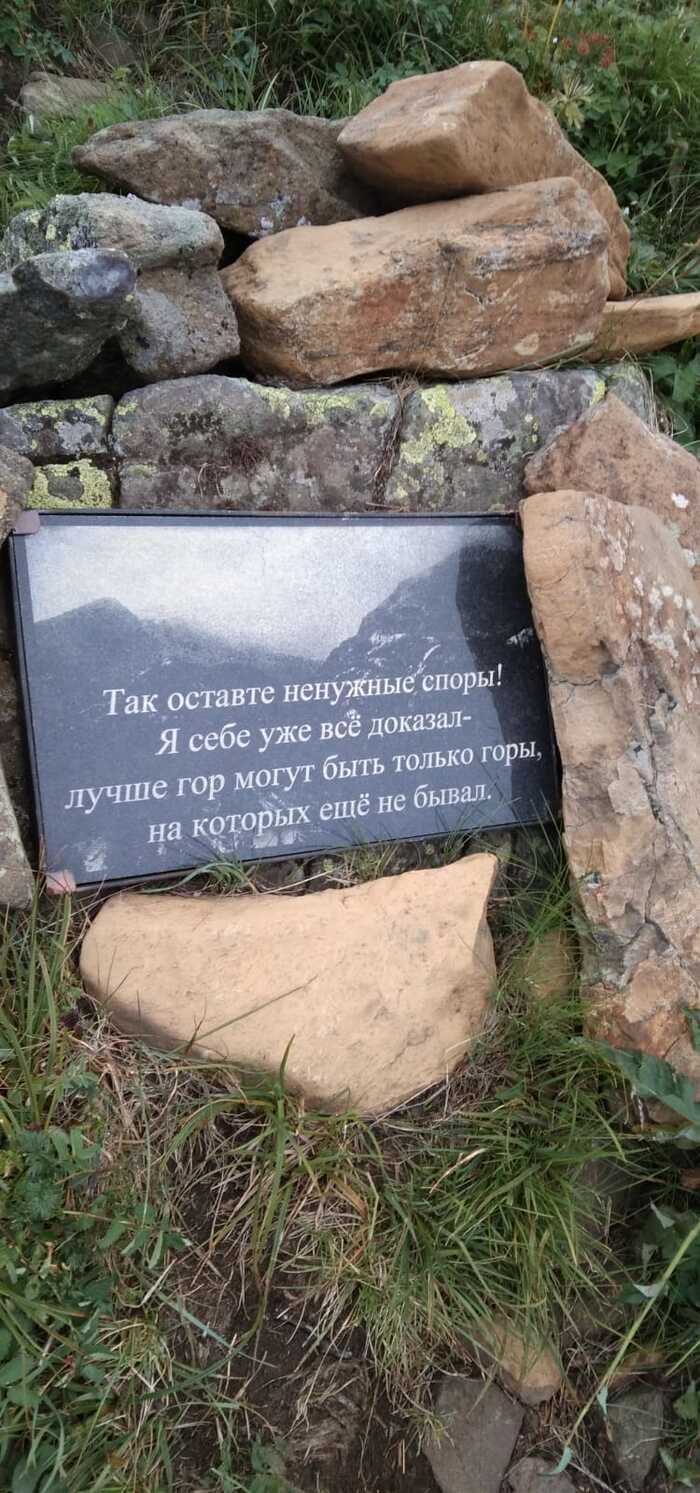 Так оставте ненужные споры!
Я себе уже всё доказал-
лучше гор могут быть только горы,
на которых ещё не бывал.